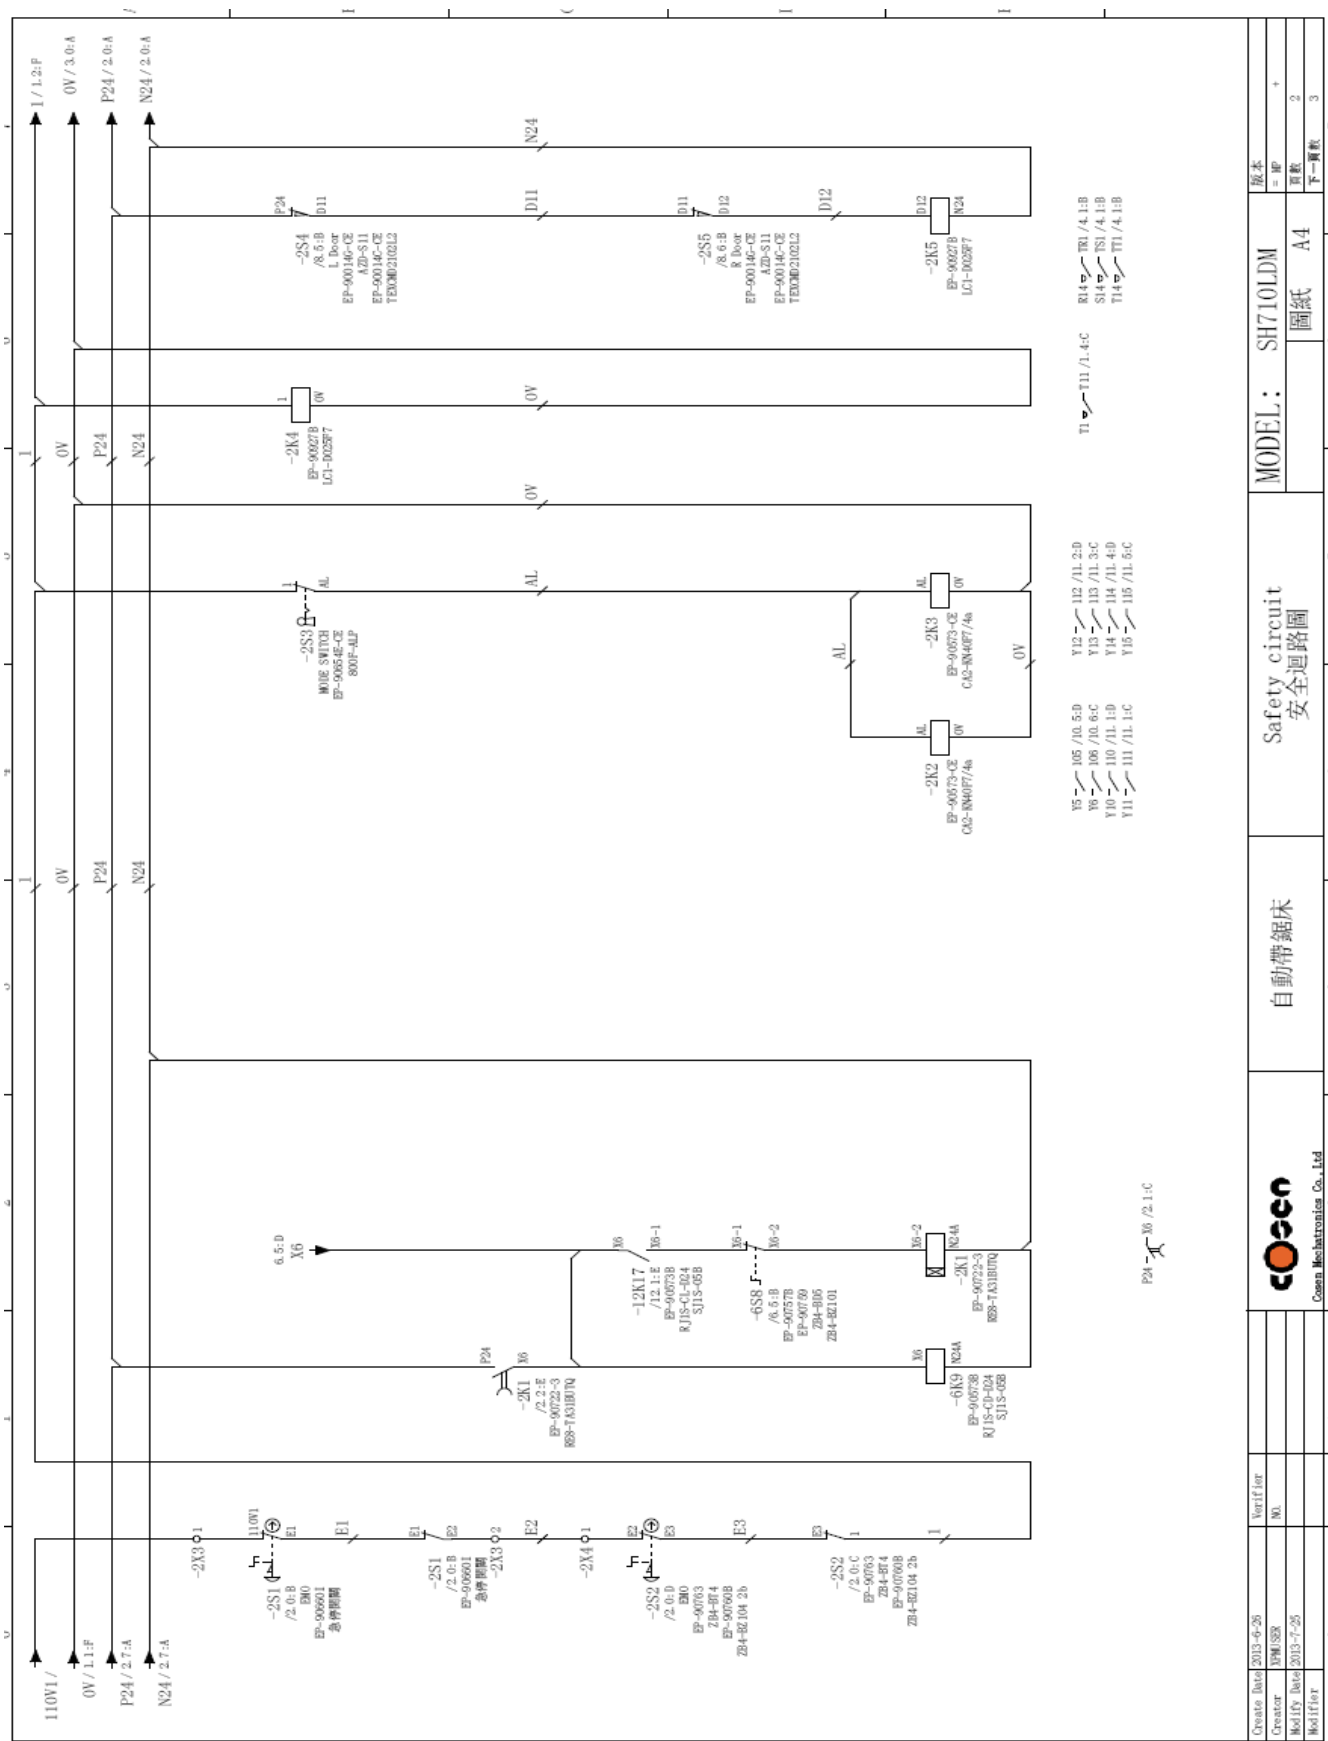 110V1/
0V/1.1:F
P24/2.7:A
N24/2.7:A
1
0V
P24
N24
1
0V
P24
N24
1/1.2:F
0V/3.0:A
P24/2.0:A
N24/2.0:A
-2X3 1
110V1
-2S1
/2.0:B
EMO
EP-90660I
急停開關
E1
E1
E1
-2S1
/2.0:B
EP-90660I
急停開關
E2
-2X3 2
E2
-2X4 1
E2
-2S2
/2.0:D
EMO
EP-90763
ZB4-BT4
EP-90760B
ZB4-BZ104 2b
E3
E3
E3
-2S2
/2.0:C
EP-90763
ZB4-BT4
EP-90760B
ZB4-BZ104 2b
1
1
P24
-2K1
/2.2:E
EP-90722-3
RE8-TA31BUTQ
X6
X6
-6K9
EP-90573B
RJ1S-CD-D24
SJ1S-05B
N24A
6.5:D
X6
X6
-12K17
/12.1:E
EP-90573B
RJ1S-CL-D24
SJ1S-05B
X6-1
X6-1
-6S8
/6.5:B
EP-90757B
EP-90759
ZB4-BD5
ZB4-BZ101
X6-2
X6-2
-2K1
EP-90722-3
RE8-TA31BUTQ
N24A
P24 X6 /2.1:C
1
-2S3
MODE SWITCH
EP-90654E-CE
800F-ALP
AL
AL
AL
AL
-2K2
EP-90573-CE
CA2-KN40F7/4a
0V
AL
-2K3
EP-90573-CE
CA2-KN40F7/4a
0V
0V
0V
Y5 105 /10.5:D
Y6 106 /10.6:C
Y10 110 /11.1:D
Y11 111 /11.1:C
Y12 112 /11.2:D
Y13 113 /11.3:C
Y14 114 /11.4:D
Y15 115 /11.5:C
1
-2K4
EP-90927B
LC1-D025F7
0V
0V
T1 T11 /1.4:C
P24
-2S4
/8.5:B
L Door
EP-90014G-CE
AZD-S11
EP-90014C-CE
D11
D11
D11
-2S5
/8.6:B
R Door
EP-90014G-CE
AZD-S11
EP-90014C-CE
D12
D12
D12
-2K5
EP-90927B
N24
N24
R14 TR1 /4.1:B
S14 TS1 /4.1:B
T14 TT1 /4.1:B
Create Date 2013-6-26
Creator
Modify Date 2013-7-25
Modifier
Verifier
NO.
cosen
Cosen Mechatronics Co., Ltd
自動帶鋸床
Safety circuit
安全迴路圖
MODEL: SH710LDM
圖紙 A4
版本
= MP +
頁數 2
下一頁數 3